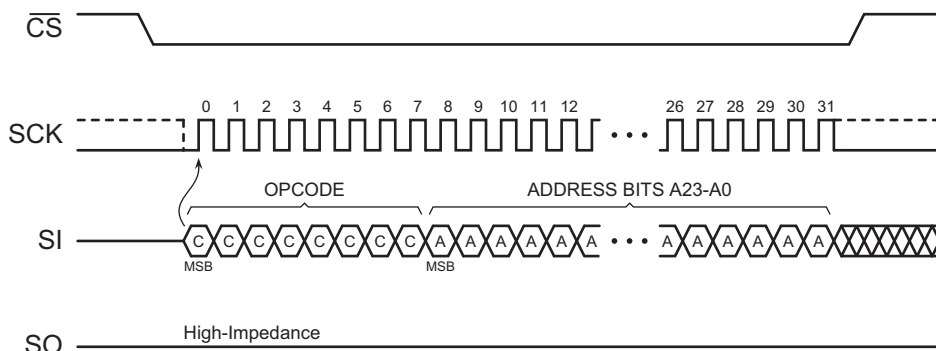 CS
SCK
0 1 2 3 4 5 6 7 8 9 10 11 12 26 27 28 29 30 31
OPCODE ADDRESS BITS A23-A0
SI
C C C C C C C C A A A A A A A A A A A A
MSB MSB
High-Impedance
SO